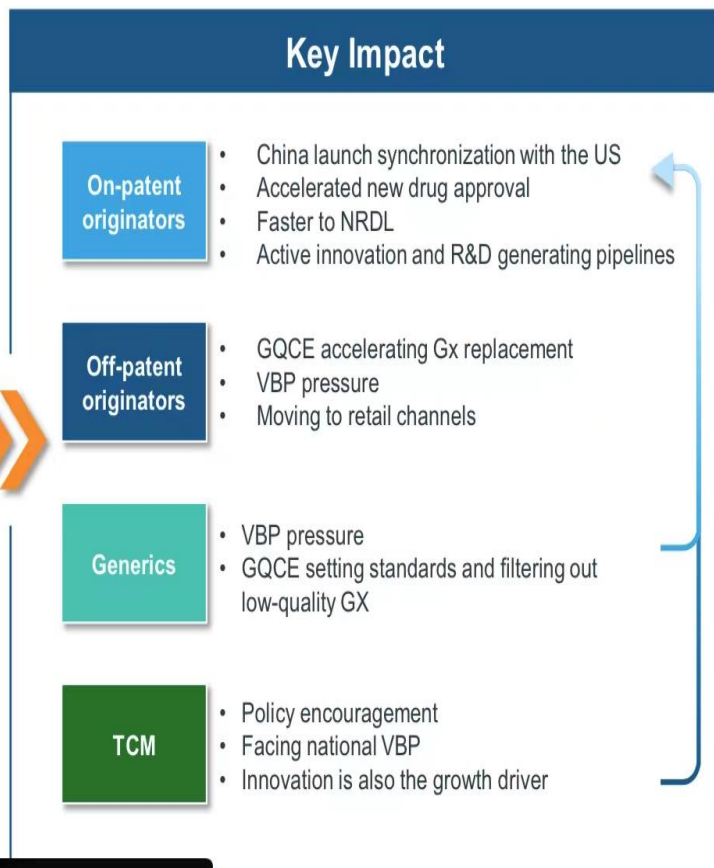 Key Impact
On-patent
originators
• China launch synchronization with the US
• Accelerated new drug approval
• Faster to NRDL
• Active innovation and R&D generating pipelines
Off-patent
originators
• GQCE accelerating Gx replacement
• VBP pressure
• Moving to retail channels
Generics
• VBP pressure
• GQCE setting standards and filtering out
low-quality GX
TCM
• Policy encouragement
• Facing national VBP
• Innovation is also the growth driver